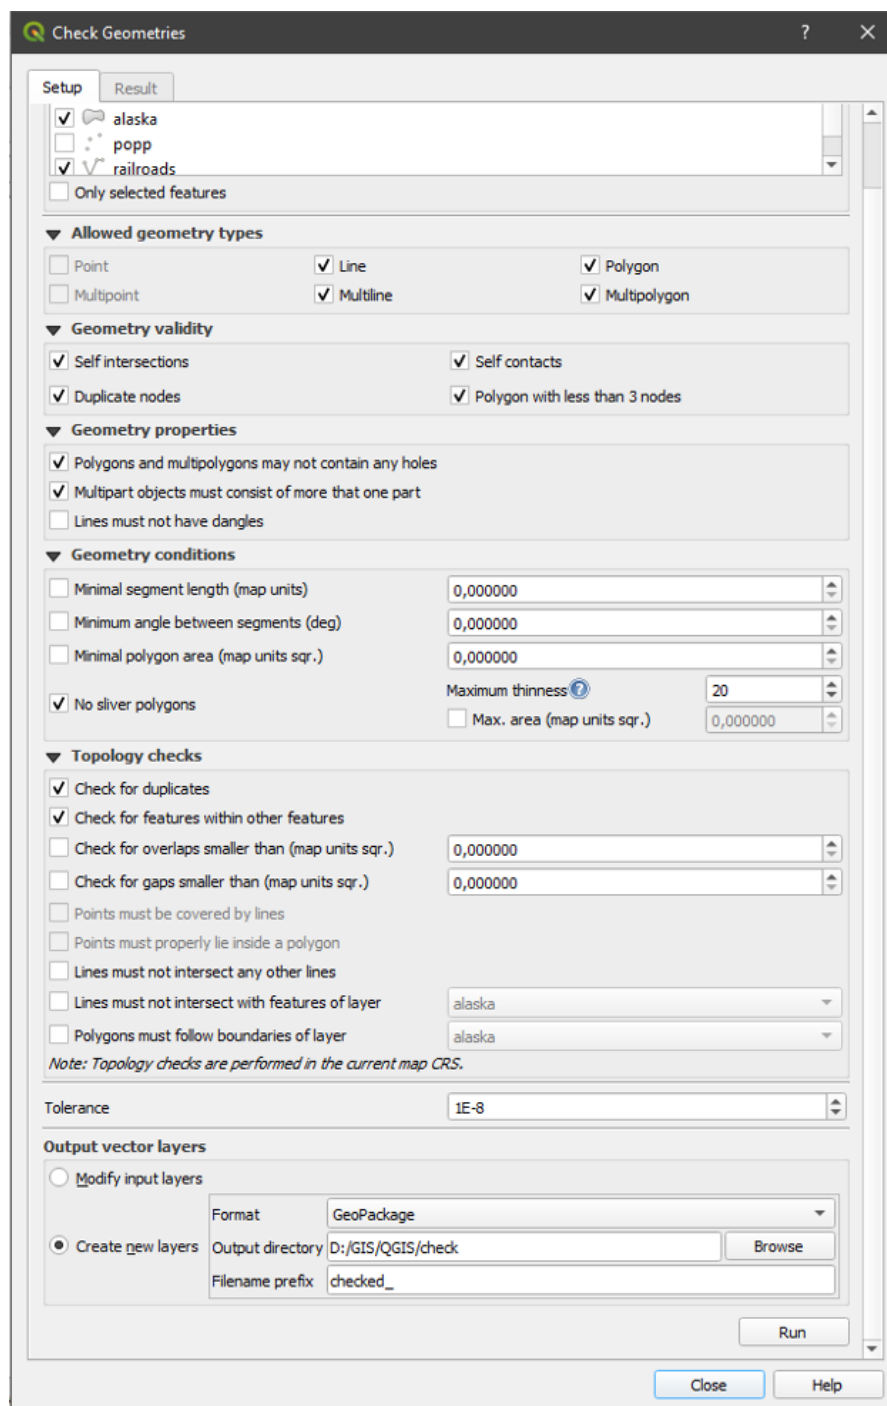 Check Geometries ?
Setup Result
alaska
popp
railroads
Only selected features
Allowed geometry types
Point Line Polygon
Multipoint Multiline Multipolygon
Geometry validity
Self intersections Self contacts
Duplicate nodes Polygon with less than 3 nodes
Geometry properties
Polygons and multipolygons may not contain any holes
Multipart objects must consist of more that one part
Lines must not have dangles
Geometry conditions
Minimal segment length (map units) 0,000000
Minimum angle between segments (deg) 0,000000
Minimal polygon area (map units sqr.) 0,000000
No sliver polygons Maximum thinness ? 20
Max. area (map units sqr.) 0,000000
Topology checks
Check for duplicates
Check for features within other features
Check for overlaps smaller than (map units sqr.) 0,000000
Check for gaps smaller than (map units sqr.) 0,000000
Points must be covered by lines
Points must properly lie inside a polygon
Lines must not intersect any other lines
Lines must not intersect with features of layer alaska
Polygons must follow boundaries of layer alaska
Note: Topology checks are performed in the current map CRS.
Tolerance 1E-8
Output vector layers
Modify input layers
Format GeoPackage
Create new layers Output directory D:/GIS/QGIS/check Browse
Filename prefix checked_
Run
Close Help